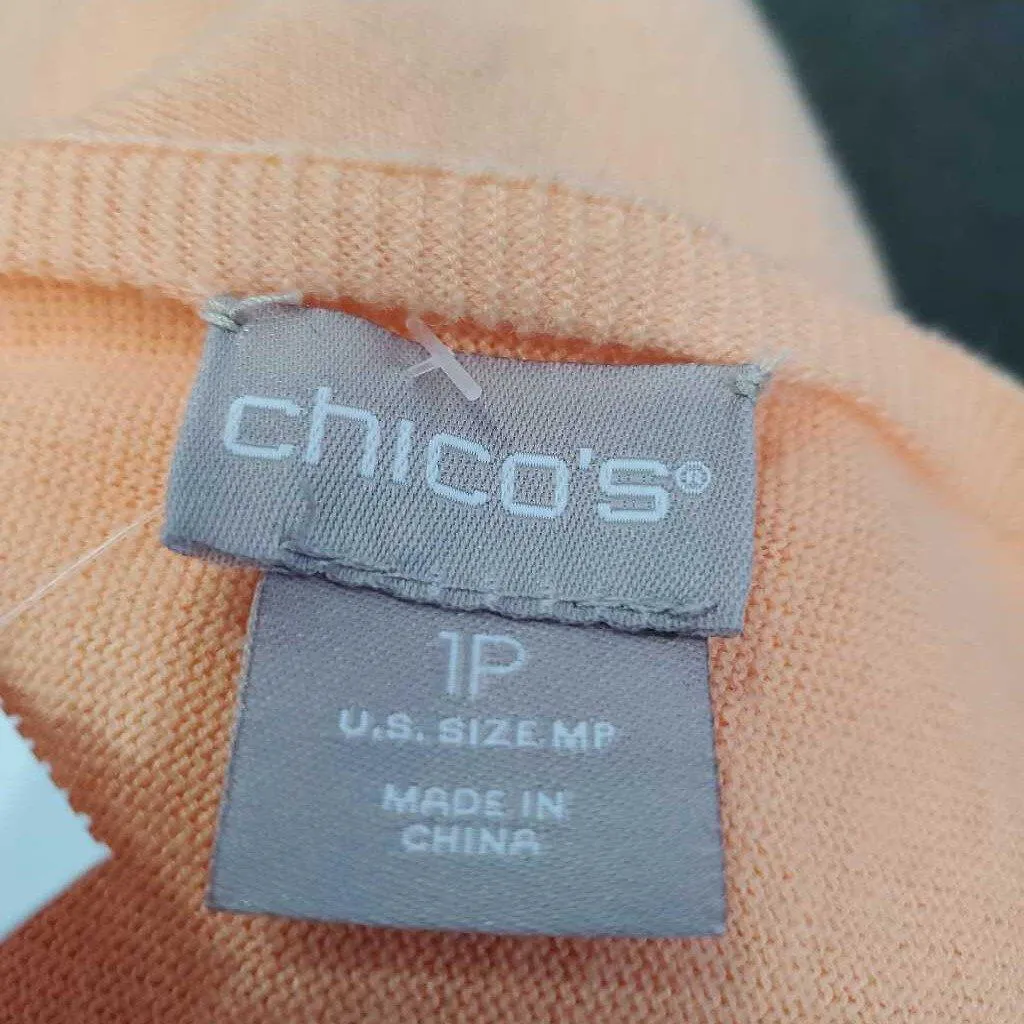 chico's®
1P
U.S. SIZE MP
MADE IN
CHINA